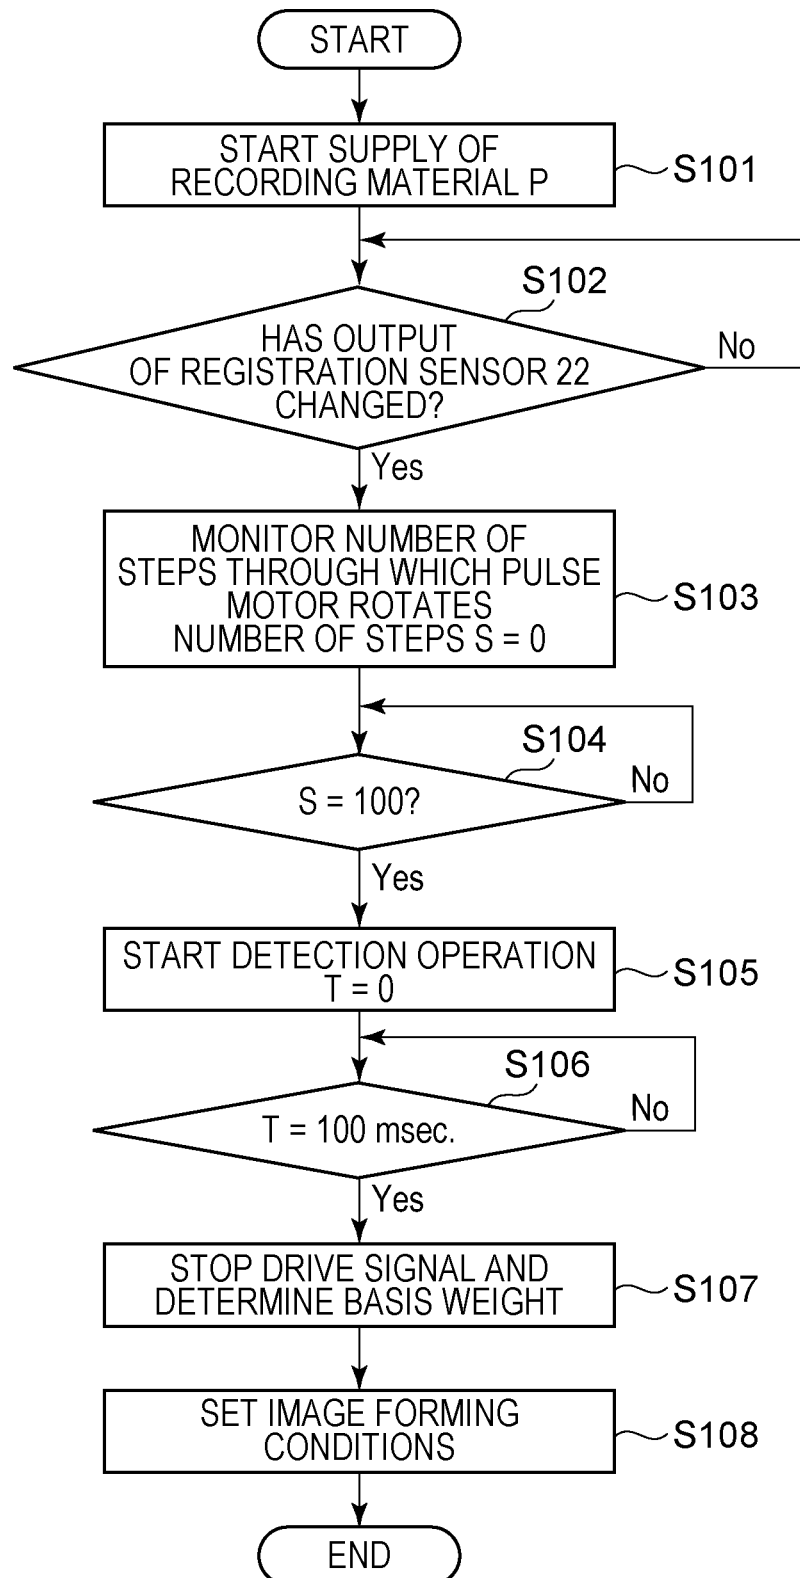 START
START SUPPLY OF
RECORDING MATERIAL P
S101
S102
HAS OUTPUT
OF REGISTRATION SENSOR 22
CHANGED?
No
Yes
MONITOR NUMBER OF
STEPS THROUGH WHICH PULSE
MOTOR ROTATES
NUMBER OF STEPS S = 0
S103
S104
S = 100?
No
Yes
START DETECTION OPERATION
T = 0
S105
S106
T = 100 msec.
No
Yes
STOP DRIVE SIGNAL AND
DETERMINE BASIS WEIGHT
S107
SET IMAGE FORMING
CONDITIONS
S108
END